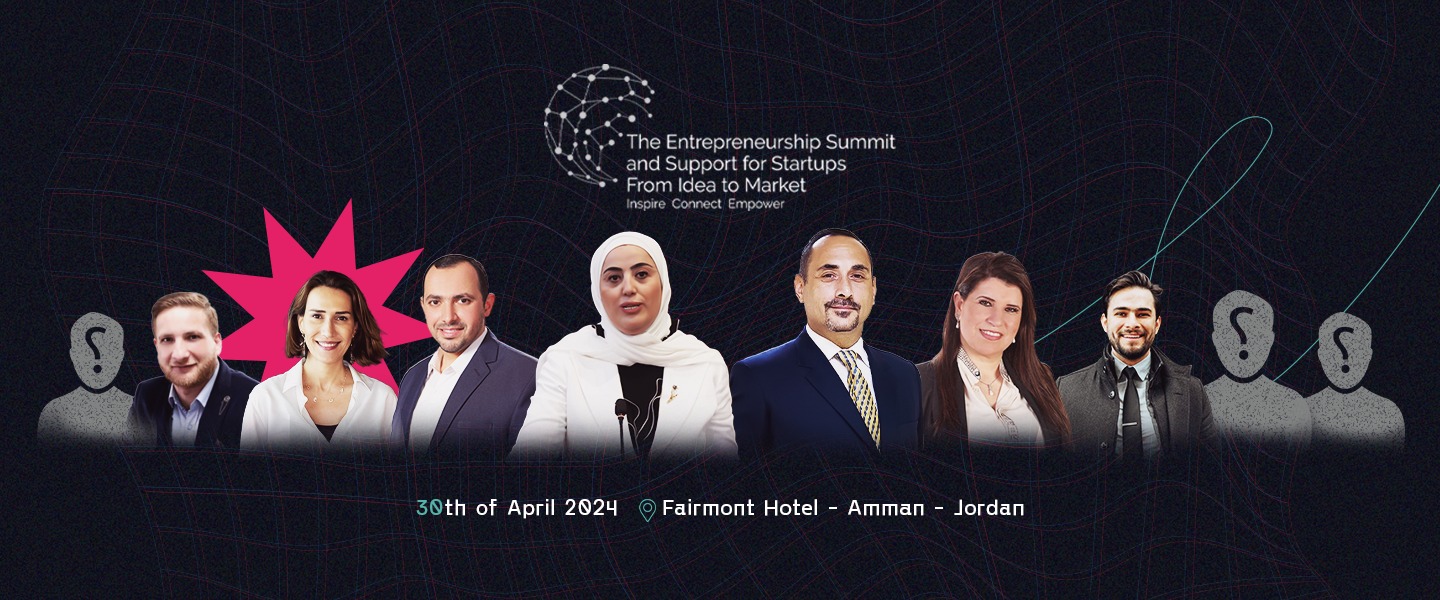 The Entrepreneurship Summit
and Support for Startups
From Idea to Market
Inspire Connect Empower
? ? ?
30th of April 2024 Fairmont Hotel - Amman - Jordan